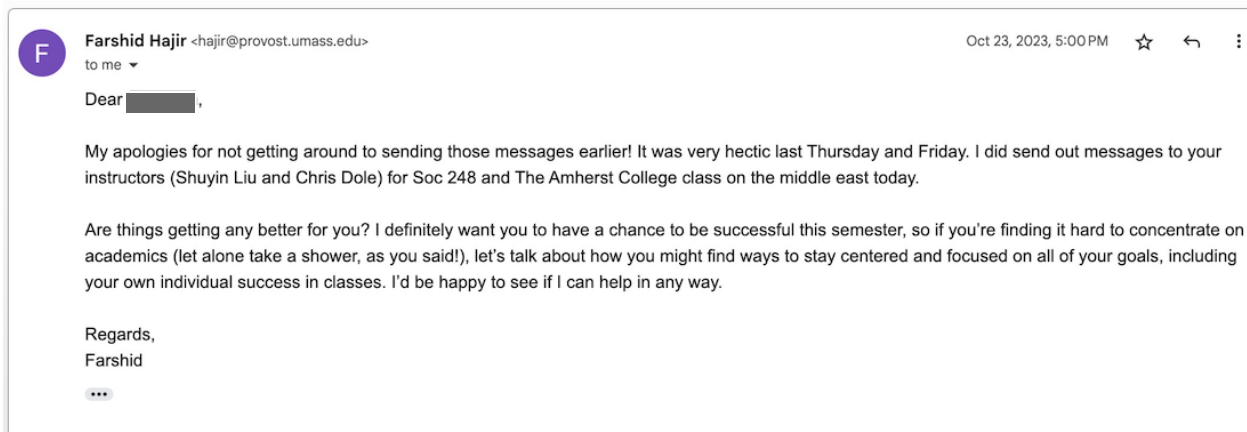 F
Farshid Hajir <hajir@provost.umass.edu>
Oct 23, 2023, 5:00 PM
to me
Dear ,
My apologies for not getting around to sending those messages earlier! It was very hectic last Thursday and Friday. I did send out messages to your
instructors (Shuyin Liu and Chris Dole) for Soc 248 and The Amherst College class on the middle east today.
Are things getting any better for you? I definitely want you to have a chance to be successful this semester, so if you're finding it hard to concentrate on
academics (let alone take a shower, as you said!), let's talk about how you might find ways to stay centered and focused on all of your goals, including
your own individual success in classes. I'd be happy to see if I can help in any way.
Regards,
Farshid